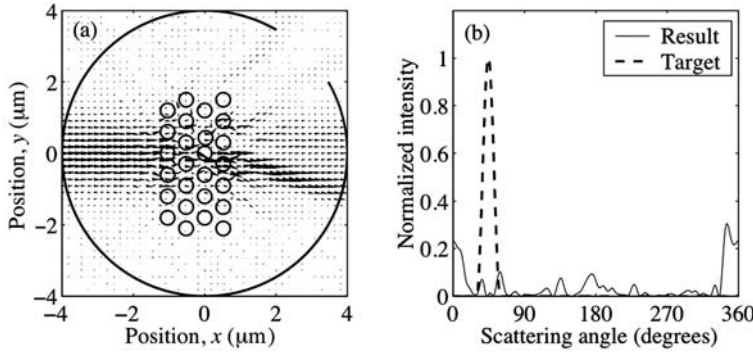 (a)
4
2
0
−2
−4
Position, y (μm)
−4 −2 0 2 4
Position, x (μm)
(b)
Result
Target
1
0.8
0.6
0.4
0.2
0
Normalized intensity
0 90 180 270 360
Scattering angle (degrees)